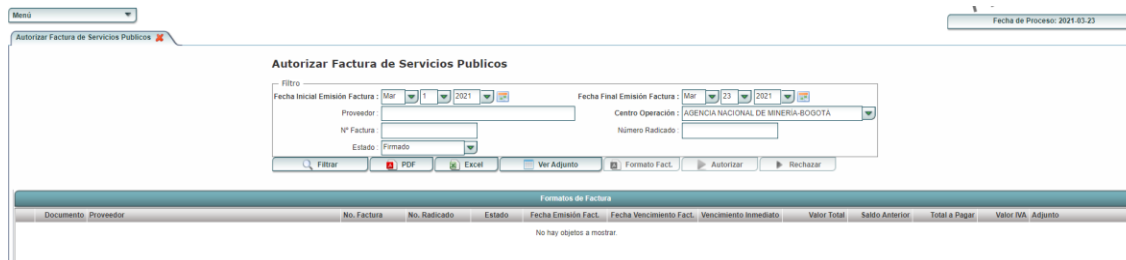 Menú
Fecha de Proceso: 2021-03-23
Autorizar Factura de Servicios Publicos
Autorizar Factura de Servicios Publicos
Filtro
Fecha Inicial Emisión Factura : Mar 1 2021 Fecha Final Emisión Factura : Mar 23 2021
Proveedor: Centro Operación : AGENCIA NACIONAL DE MINERÍA-BOGOTÁ
Nº Factura : Número Radicado :
Estado : Firmado
Filtrar PDF Excel Ver Adjunto Formato Fact. Autorizar Rechazar
Formatos de Factura
Documento Proveedor No. Factura No. Radicado Estado Fecha Emisión Fact. Fecha Vencimiento Fact. Vencimiento Inmediato Valor Total Saldo Anterior Total a Pagar Valor IVA Adjunto
No hay objetos a mostrar.